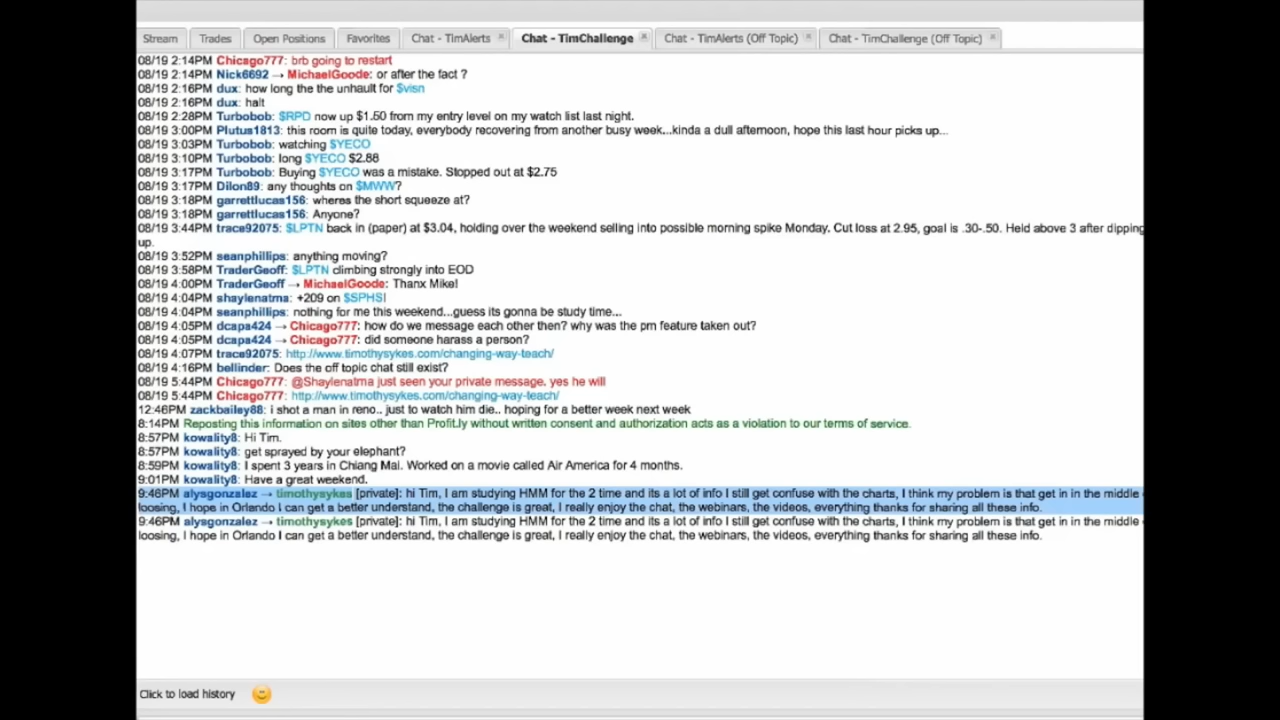 Stream Trades Open Positions Favorites Chat - TimAlerts Chat - TimChallenge Chat - TimAlerts (Off Topic) Chat - TimChallenge (Off Topic)
08/19 2:14PM Chicago777: brb going to restart
08/19 2:14PM Nick6692 → MichaelGoode: or after the fact ?
08/19 2:16PM dux: how long the the unhault for $visn
08/19 2:16PM dux: halt
08/19 2:28PM Turbobob: $RPD now up $1.50 from my entry level on my watch list last night.
08/19 3:00PM Plutus1813: this room is quite today, everybody recovering from another busy week...kinda a dull afternoon, hope this last hour picks up...
08/19 3:03PM Turbobob: watching $YECO
08/19 3:10PM Turbobob: long $YECO $2.88
08/19 3:17PM Turbobob: Buying $YECO was a mistake. Stopped out at $2.75
08/19 3:17PM Dilon89: any thoughts on $MWW?
08/19 3:18PM garrettlucas156: wheres the short squeeze at?
08/19 3:18PM garrettlucas156: Anyone?
08/19 3:44PM trace92075: $LPTN back in (paper) at $3.04, holding over the weekend selling into possible morning spike Monday. Cut loss at 2.95, goal is .30-.50. Held above 3 after dipping
up.
08/19 3:52PM seanphillips: anything moving?
08/19 3:58PM TraderGeoff: $LPTN climbing strongly into EOD
08/19 4:00PM TraderGeoff → MichaelGoode: Thanx Mike!
08/19 4:04PM shaylenatma: +209 on $SPHS!
08/19 4:04PM seanphillips: nothing for me this weekend...guess its gonna be study time...
08/19 4:05PM dcapa424 → Chicago777: how do we message each other then? why was the pm feature taken out?
08/19 4:05PM dcapa424 → Chicago777: did someone harass a person?
08/19 4:07PM trace92075: http://www.timothysykes.com/changing-way-teach/
08/19 4:16PM bellinder: Does the off topic chat still exist?
08/19 5:44PM Chicago777: @Shaylenatma just seen your private message. yes he will
08/19 5:44PM Chicago777: http://www.timothysykes.com/changing-way-teach/
12:46PM zackbailey88: i shot a man in reno.. just to watch him die.. hoping for a better week next week
8:14PM Reposting this information on sites other than Profit.ly without written consent and authorization acts as a violation to our terms of service.
8:57PM kowality8: Hi Tim.
8:57PM kowality8: get sprayed by your elephant?
8:59PM kowality8: I spent 3 years in Chiang Mai. Worked on a movie called Air America for 4 months.
9:01PM kowality8: Have a great weekend.
9:46PM alysgonzalez → timothysykes [private]: hi Tim, I am studying HMM for the 2 time and its a lot of info I still get confuse with the charts, I think my problem is that get in in the middle
loosing, I hope in Orlando I can get a better understand, the challenge is great, I really enjoy the chat, the webinars, the videos, everything thanks for sharing all these info.
9:46PM alysgonzalez → timothysykes [private]: hi Tim, I am studying HMM for the 2 time and its a lot of info I still get confuse with the charts, I think my problem is that get in in the middle
loosing, I hope in Orlando I can get a better understand, the challenge is great, I really enjoy the chat, the webinars, the videos, everything thanks for sharing all these info.
Click to load history